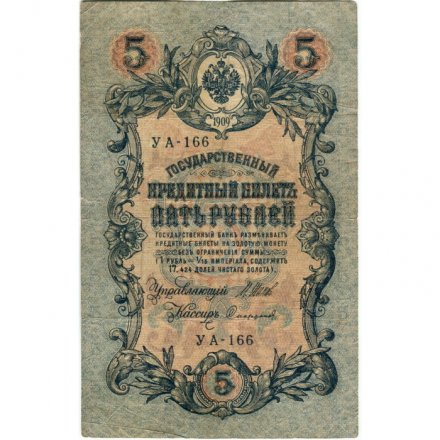 5 5
1909
УА-166
ГОСУДАРСТВЕННЫЙ
КРЕДИТНЫЙ БИЛЕТЪ
ПЯТЬ РУБЛЕЙ
ГОСУДАРСТВЕННЫЙ БАНКЪ РАЗМѢНИВАЕТЪ
КРЕДИТНЫЕ БИЛЕТЫ НА ЗОЛОТУЮ МОНЕТУ
БЕЗЪ ОГРАНИЧЕНІЯ СУММЫ
(1 РУБЛЬ = 1/15 ИМПЕРІАЛА, СОДЕРЖИТЪ
17,424 ДОЛЕЙ ЧИСТАГО ЗОЛОТА).
Управляющій
Кассиръ
УА-166
5